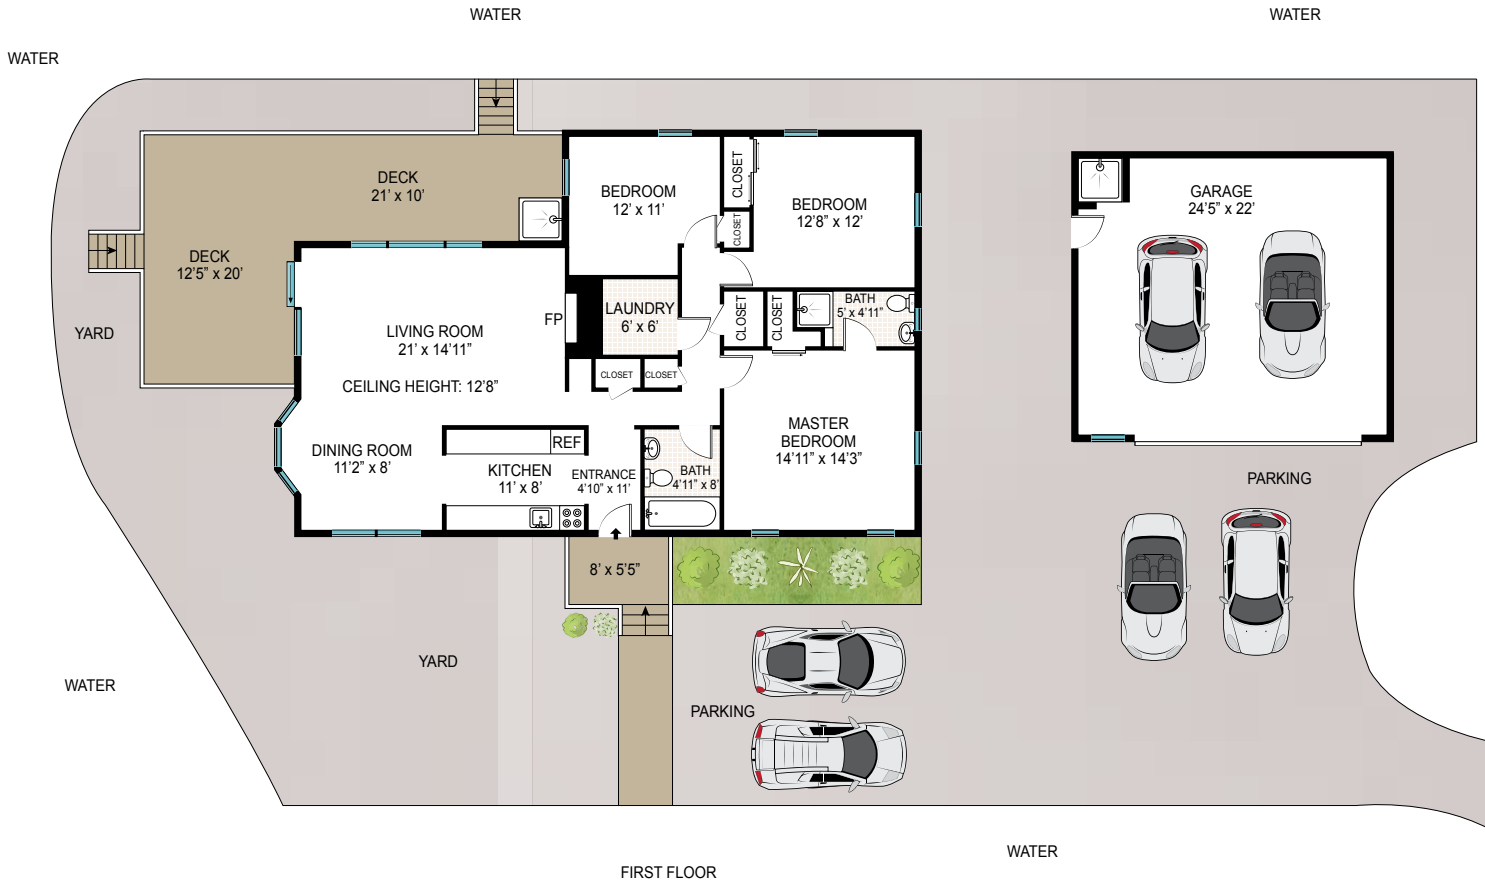 WATER
WATER
WATER
DECK
21' x 10'
DECK
12'5" x 20'
BEDROOM
12' x 11'
CLOSET
CLOSET
BEDROOM
12'8" x 12'
GARAGE
24'5" x 22'
YARD
LIVING ROOM
21' x 14'11"
CEILING HEIGHT: 12'8"
FP
LAUNDRY
6' x 6'
CLOSET
CLOSET
BATH
5' x 4'11"
CLOSET
CLOSET
DINING ROOM
11'2" x 8'
REF
KITCHEN
11' x 8'
ENTRANCE
4'10" x 11'
BATH
4'11" x 8'
MASTER
BEDROOM
14'11" x 14'3"
PARKING
8' x 5'5"
YARD
WATER
PARKING
WATER
FIRST FLOOR